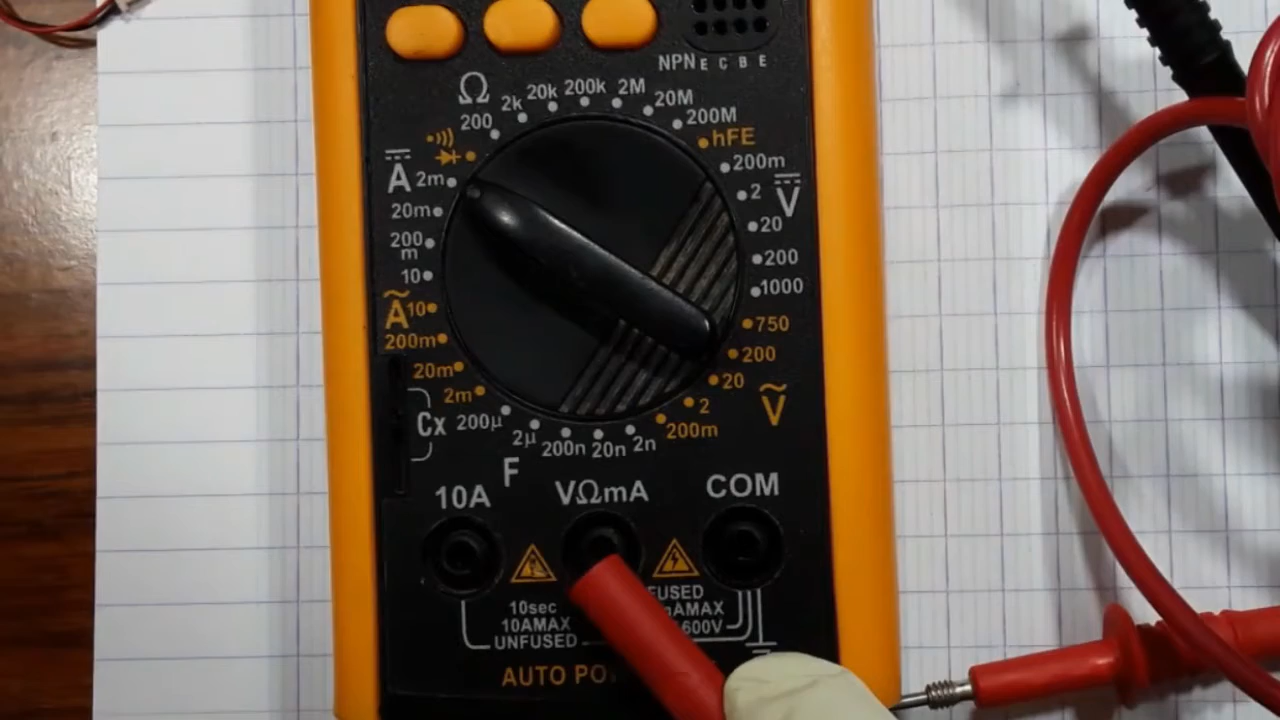 NPN E C B E
Ω
200
2k
20k
200k
2M
20M
200M
hFE
A
2m
20m
200
m
10
A
10
200m
20m
2m
Cx
200µ
F
2µ
200n
20n
2n
200m
2
20
200
750
V
1000
200
20
2
200m
V
10A
VΩmA
COM
10sec
10AMAX
UNFUSED
FUSED
AMAX
600V
AUTO